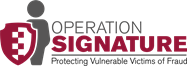 OPERATION
SIGNATURE
Protecting Vulnerable Victims of Fraud